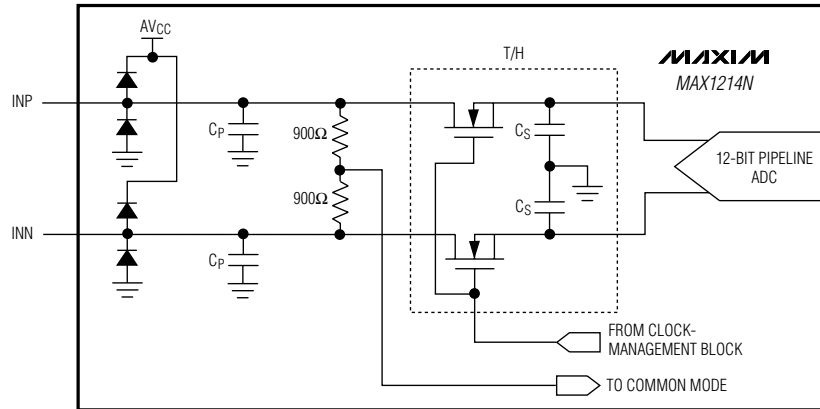 AVCC
T/H
MAXIM
MAX1214N
INP
CP
900Ω
CS
12-BIT PIPELINE
ADC
900Ω
CS
INN
CP
FROM CLOCK-
MANAGEMENT BLOCK
TO COMMON MODE